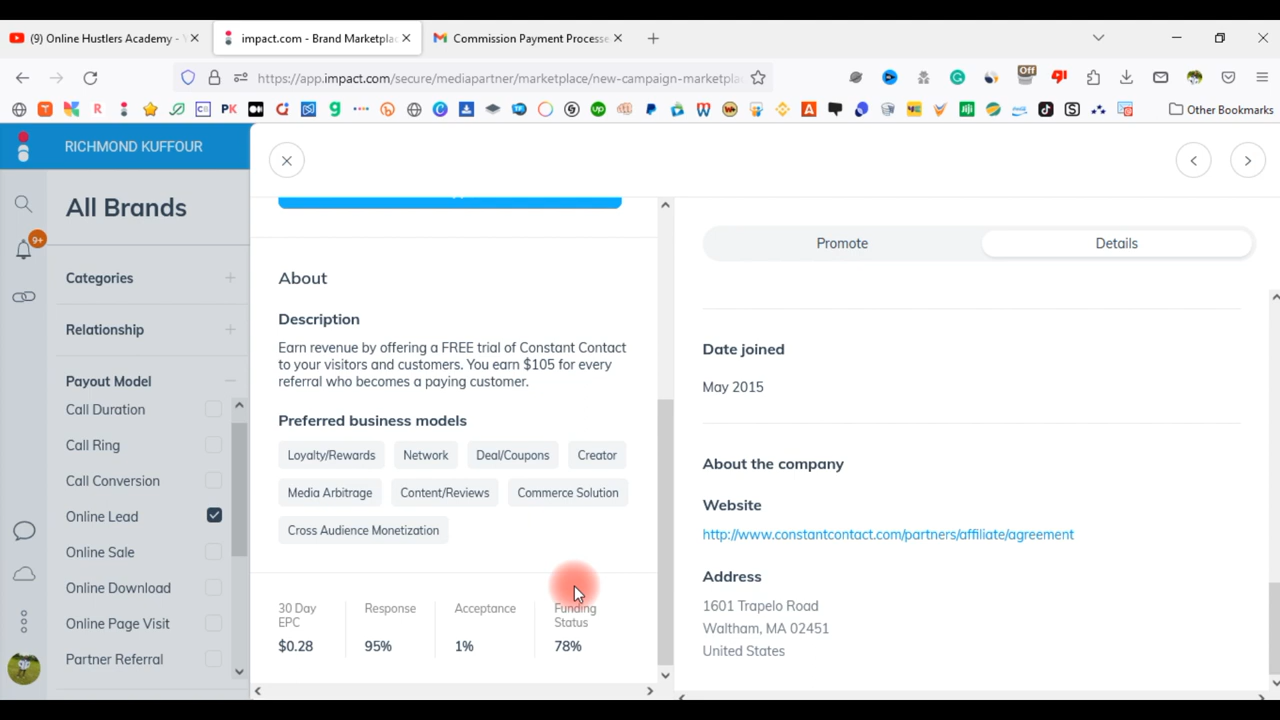 (9) Online Hustlers Academy -
impact.com - Brand Marketpla
Commission Payment Processe
https://app.impact.com/secure/mediapartner/marketplace/new-campaign-marketpla
Off
Other Bookmarks
RICHMOND KUFFOUR
All Brands
9+
Categories
Relationship
Payout Model
Call Duration
Call Ring
Call Conversion
Online Lead
Online Sale
Online Download
Online Page Visit
Partner Referral
About
Description
Earn revenue by offering a FREE trial of Constant Contact
to your visitors and customers. You earn $105 for every
referral who becomes a paying customer.
Preferred business models
Loyalty/Rewards Network Deal/Coupons Creator
Media Arbitrage Content/Reviews Commerce Solution
Cross Audience Monetization
30 Day
EPC
$0.28
Response
95%
Acceptance
1%
Funding
Status
78%
Promote Details
Date joined
May 2015
About the company
Website
http://www.constantcontact.com/partners/affiliate/agreement
Address
1601 Trapelo Road
Waltham, MA 02451
United States